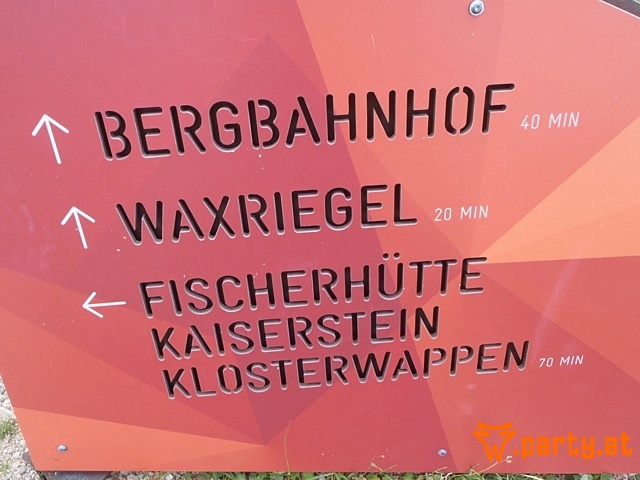 BERGBAHNHOF 40 MIN
WAXRIEGEL 20 MIN
FISCHERHÜTTE
KAISERSTEIN
KLOSTERWAPPEN 70 MIN
w.party.at